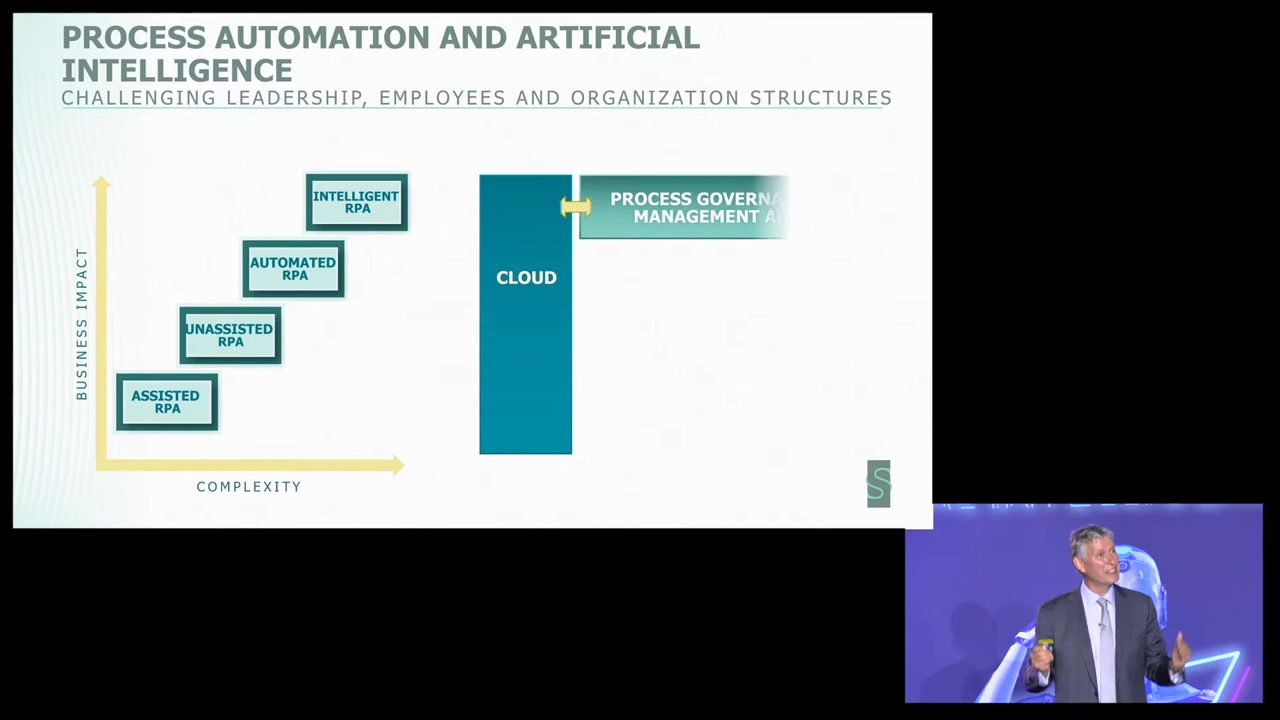 PROCESS AUTOMATION AND ARTIFICIAL
INTELLIGENCE
CHALLENGING LEADERSHIP, EMPLOYEES AND ORGANIZATION STRUCTURES
INTELLIGENT
RPA
AUTOMATED
RPA
UNASSISTED
RPA
ASSISTED
RPA
BUSINESS IMPACT
COMPLEXITY
CLOUD
PROCESS GOVERNA
MANAGEMENT A
S